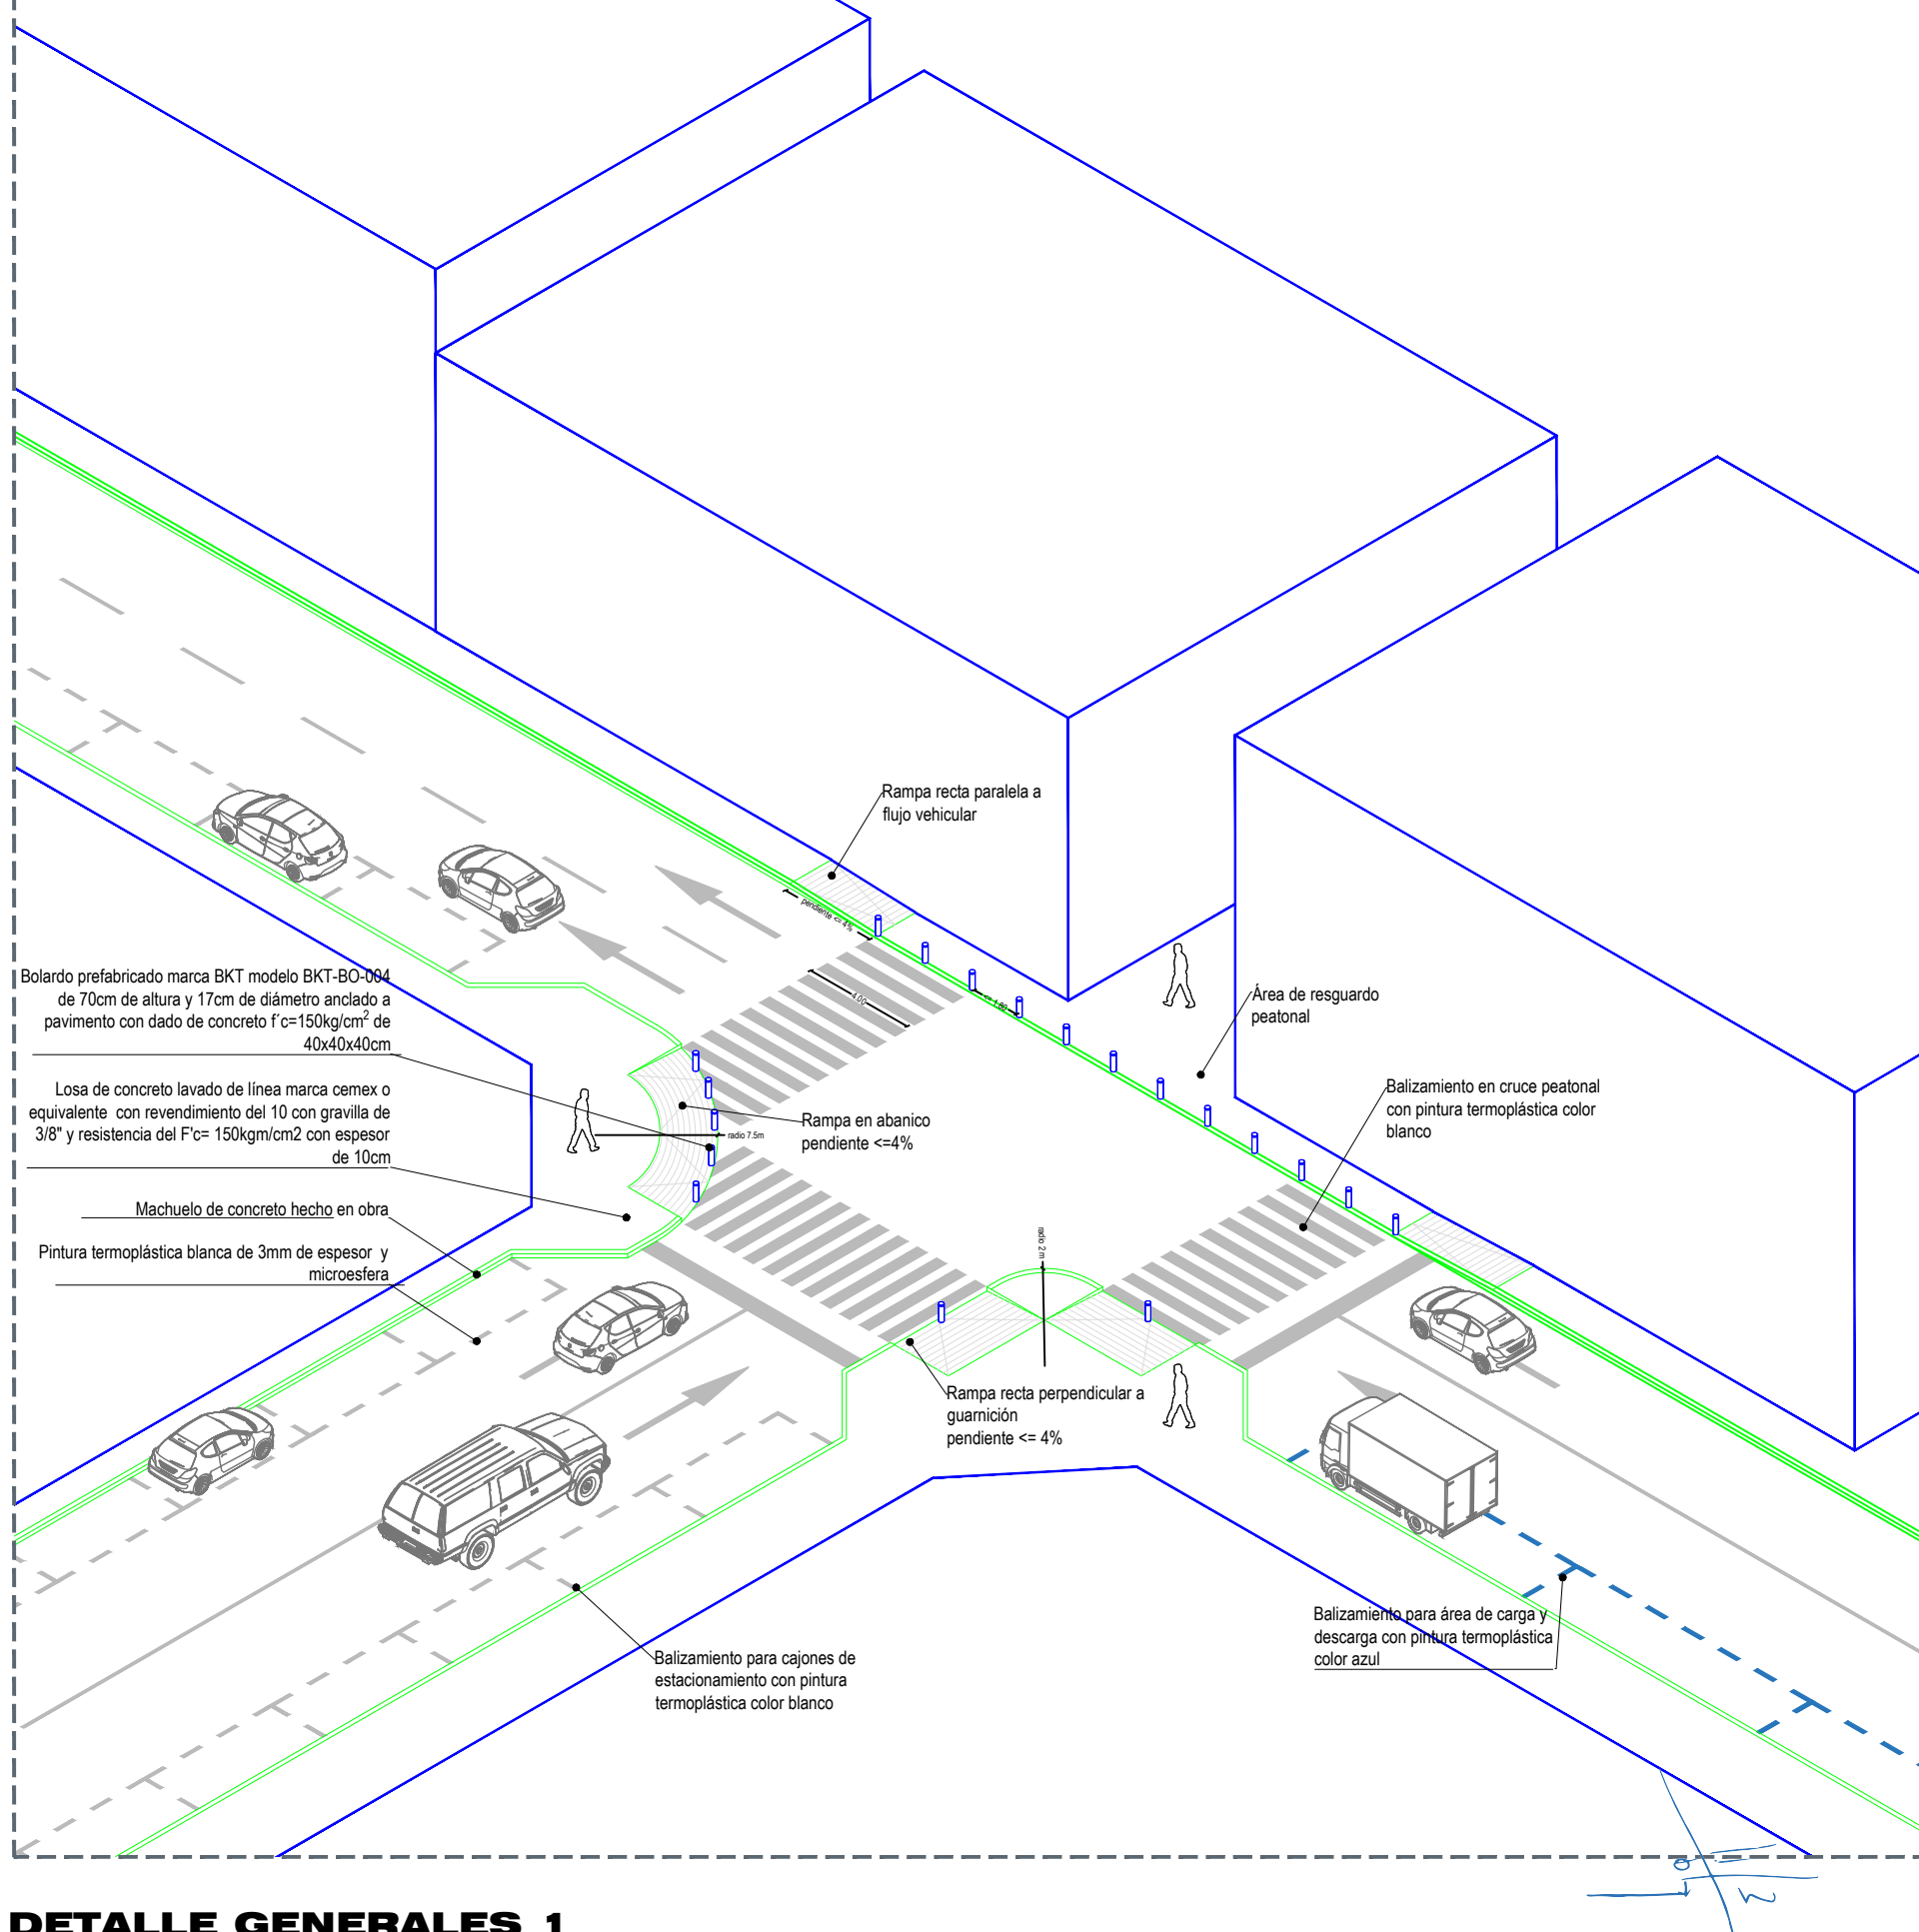 Rampa recta paralela a
flujo vehicular
pendiente <= 4%
4.00
<= 1.80
Bolardo prefabricado marca BKT modelo BKT-BO-004
de 70cm de altura y 17cm de diámetro anclado a
pavimento con dado de concreto f´c=150kg/cm² de
40x40x40cm
Área de resguardo
peatonal
Losa de concreto lavado de línea marca cemex o
equivalente con revendimiento del 10 con gravilla de
3/8" y resistencia del F'c= 150kgm/cm2 con espesor
de 10cm
Balizamiento en cruce peatonal
con pintura termoplástica color
blanco
Rampa en abanico
pendiente <=4%
radio 7.5m
Machuelo de concreto hecho en obra
Pintura termoplástica blanca de 3mm de espesor y
microesfera
radio 2 m
Rampa recta perpendicular a
guarnición
pendiente <= 4%
Balizamiento para área de carga y
descarga con pintura termoplástica
color azul
Balizamiento para cajones de
estacionamiento con pintura
termoplástica color blanco
DETALLE GENERALES 1